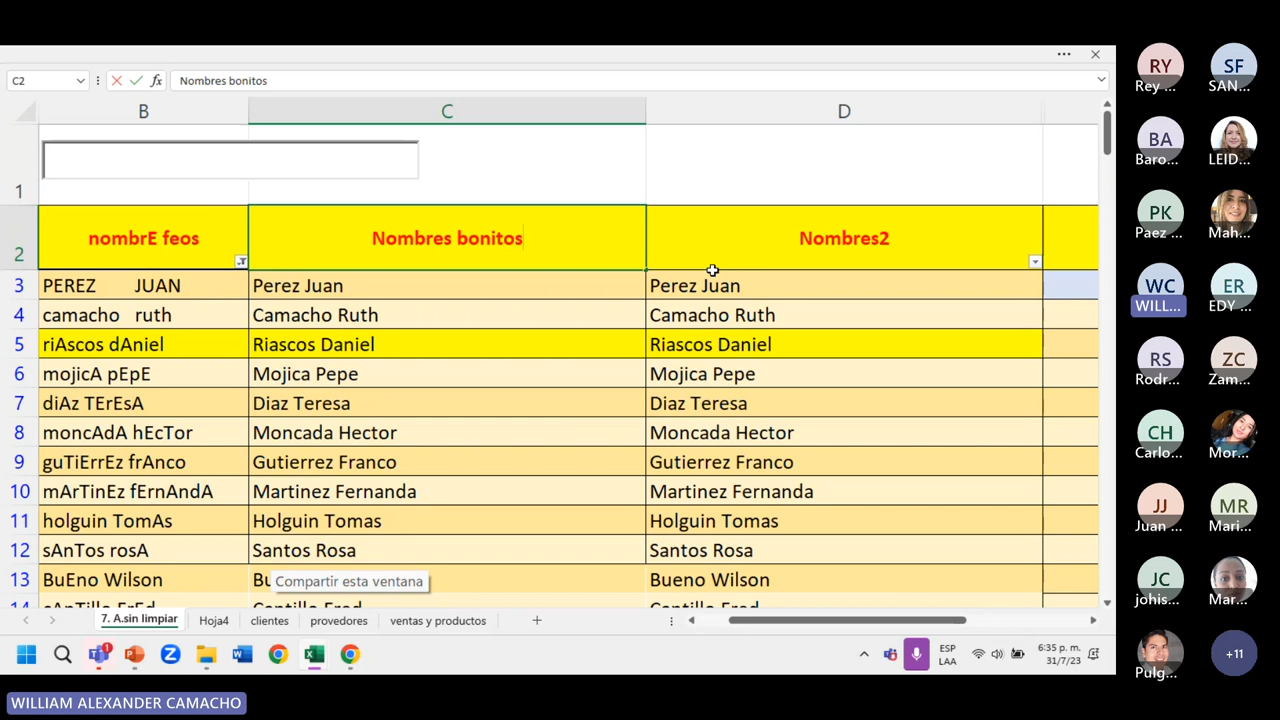 C2 fx Nombres bonitos
B C D
1
2 nombrE feos Nombres bonitos Nombres2
3 PEREZ JUAN Perez Juan Perez Juan
4 camacho ruth Camacho Ruth Camacho Ruth
5 riAscos dAniel Riascos Daniel Riascos Daniel
6 mojicA pEpE Mojica Pepe Mojica Pepe
7 diAz TErEsA Diaz Teresa Diaz Teresa
8 moncAdA hEcTor Moncada Hector Moncada Hector
9 guTiErrEz frAnco Gutierrez Franco Gutierrez Franco
10 mArTinEz fErnAndA Martinez Fernanda Martinez Fernanda
11 holguin TomAs Holguin Tomas Holguin Tomas
12 sAnTos rosA Santos Rosa Santos Rosa
13 BuEno Wilson Bu Bueno Wilson
Compartir esta ventana
7. A.sin limpiar Hoja4 clientes provedores ventas y productos
1 ESP LAA 6:35 p. m. 31/7/23
WILLIAM ALEXANDER CAMACHO
RY SF
Rey ... SAN...
BA
Baro... LEID...
PK
Paez ... Mah...
WC ER
WILL... EDY ...
RS ZC
Rodr... Zam...
CH
Carlo... Mor...
JJ MR
Juan ... Mari...
JC
johis... Mar...
+11
Pulg...